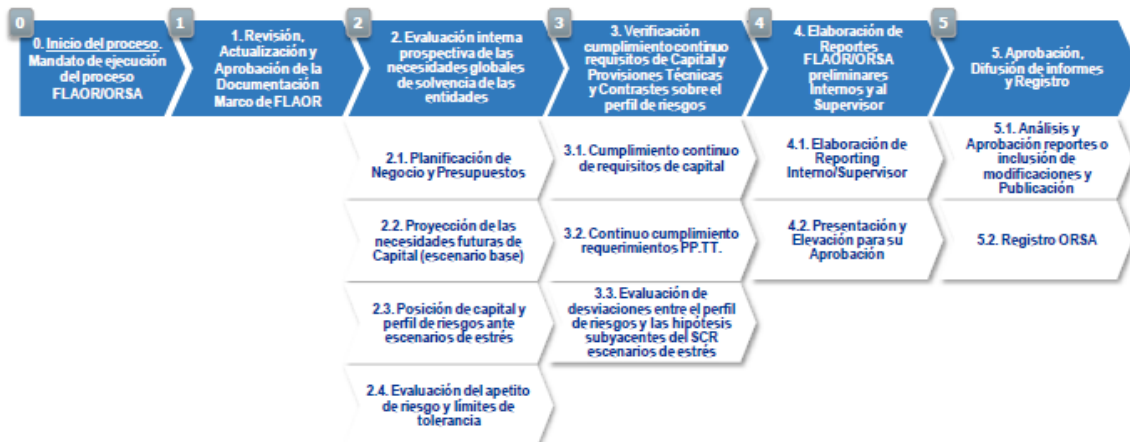 0
0. Inicio del proceso.
Mandato de ejecución
del proceso
FLAOR/ORSA
1
1. Revisión,
Actualización y
Aprobación de la
Documentación
Marco de FLAOR
2
2. Evaluación interna
prospectiva de las
necesidades globales
de solvencia de las
entidades
3
3. Verificación
cumplimiento continuo
requisitos de Capital y
Provisiones Técnicas
y Contrastes sobre el
perfil de riesgos
4
4. Elaboración de
Reportes
FLAOR/ORSA
preliminares
Internos y al
Supervisor
5
5. Aprobación,
Difusión de informes
y Registro
2.1. Planificación de
Negocio y Presupuestos
2.2. Proyección de las
necesidades futuras de
Capital (escenario base)
2.3. Posición de capital y
perfil de riesgos ante
escenarios de estrés
2.4. Evaluación del apetito
de riesgo y límites de
tolerancia
3.1. Cumplimiento continuo
de requisitos de capital
3.2. Continuo cumplimiento
requerimientos PP.TT.
3.3. Evaluación de
desviaciones entre el perfil
de riesgos y las hipótesis
subyacentes del SCR
escenarios de estrés
4.1. Elaboración de
Reporting
Interno/Supervisor
4.2. Presentación y
Elevación para su
Aprobación
5.1. Análisis y
Aprobación reportes o
inclusión de
modificaciones y
Publicación
5.2. Registro ORSA